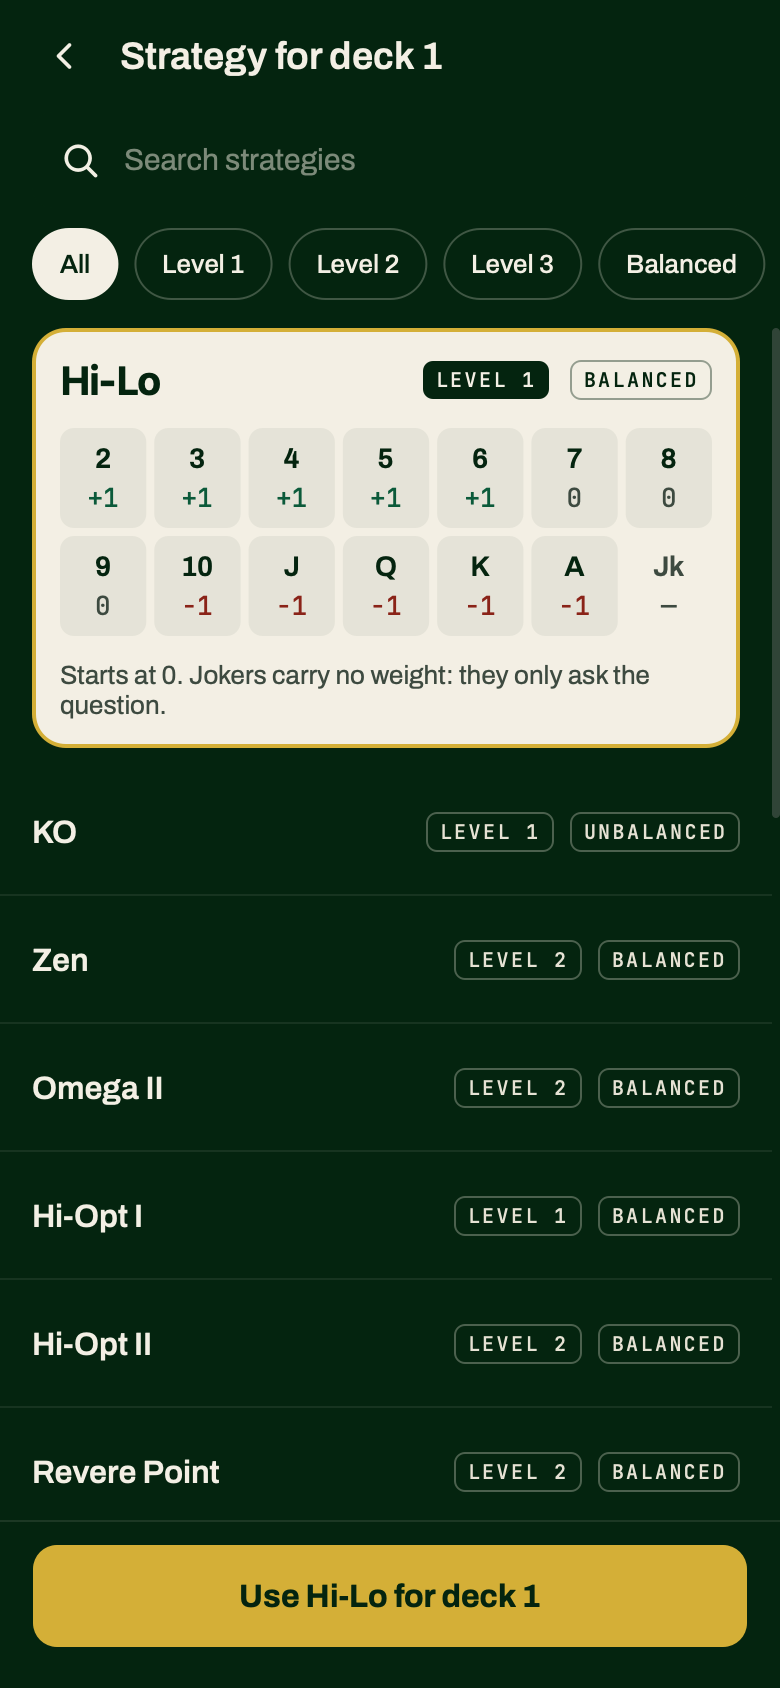 Strategy for deck 1
Search strategies
All Level 1 Level 2 Level 3 Balanced
Hi-Lo LEVEL 1 BALANCED
2 3 4 5 6 7 8
+1 +1 +1 +1 +1 0 0
9 10 J Q K A Jk
0 -1 -1 -1 -1 -1 –
Starts at 0. Jokers carry no weight: they only ask the
question.
KO LEVEL 1 UNBALANCED
Zen LEVEL 2 BALANCED
Omega II LEVEL 2 BALANCED
Hi-Opt I LEVEL 1 BALANCED
Hi-Opt II LEVEL 2 BALANCED
Revere Point LEVEL 2 BALANCED
Use Hi-Lo for deck 1